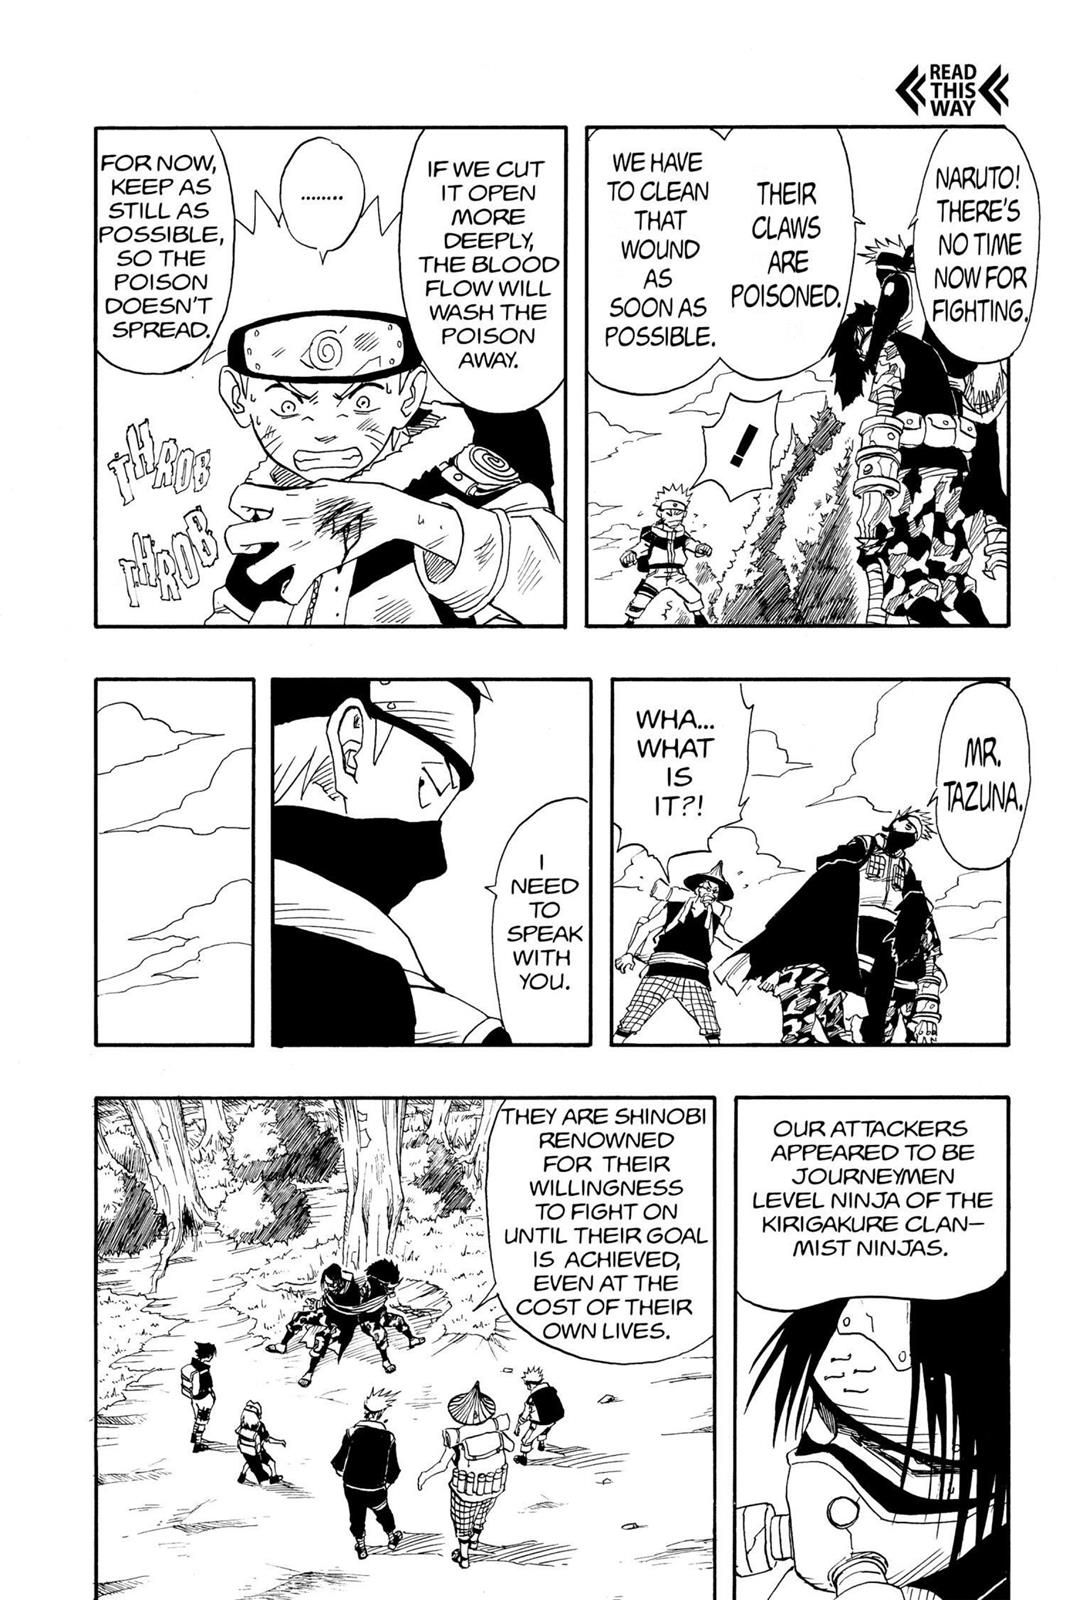 READ
THIS
WAY
NARUTO!
THERE'S
NO TIME
NOW FOR
FIGHTING.
THEIR
CLAWS
ARE
POISONED.
WE HAVE
TO CLEAN
THAT
WOUND
AS
SOON AS
POSSIBLE.
!
IF WE CUT
IT OPEN
MORE
DEEPLY,
THE BLOOD
FLOW WILL
WASH THE
POISON
AWAY.
........
FOR NOW,
KEEP AS
STILL AS
POSSIBLE,
SO THE
POISON
DOESN'T
SPREAD.
THROB
THROB
MR.
TAZUNA.
WHA...
WHAT
IS
IT?!
I
NEED
TO
SPEAK
WITH
YOU.
OUR ATTACKERS
APPEARED TO BE
JOURNEYMEN
LEVEL NINJA OF THE
KIRIGAKURE CLAN—
MIST NINJAS.
THEY ARE SHINOBI
RENOWNED
FOR THEIR
WILLINGNESS
TO FIGHT ON
UNTIL THEIR GOAL
IS ACHIEVED,
EVEN AT THE
COST OF THEIR
OWN LIVES.